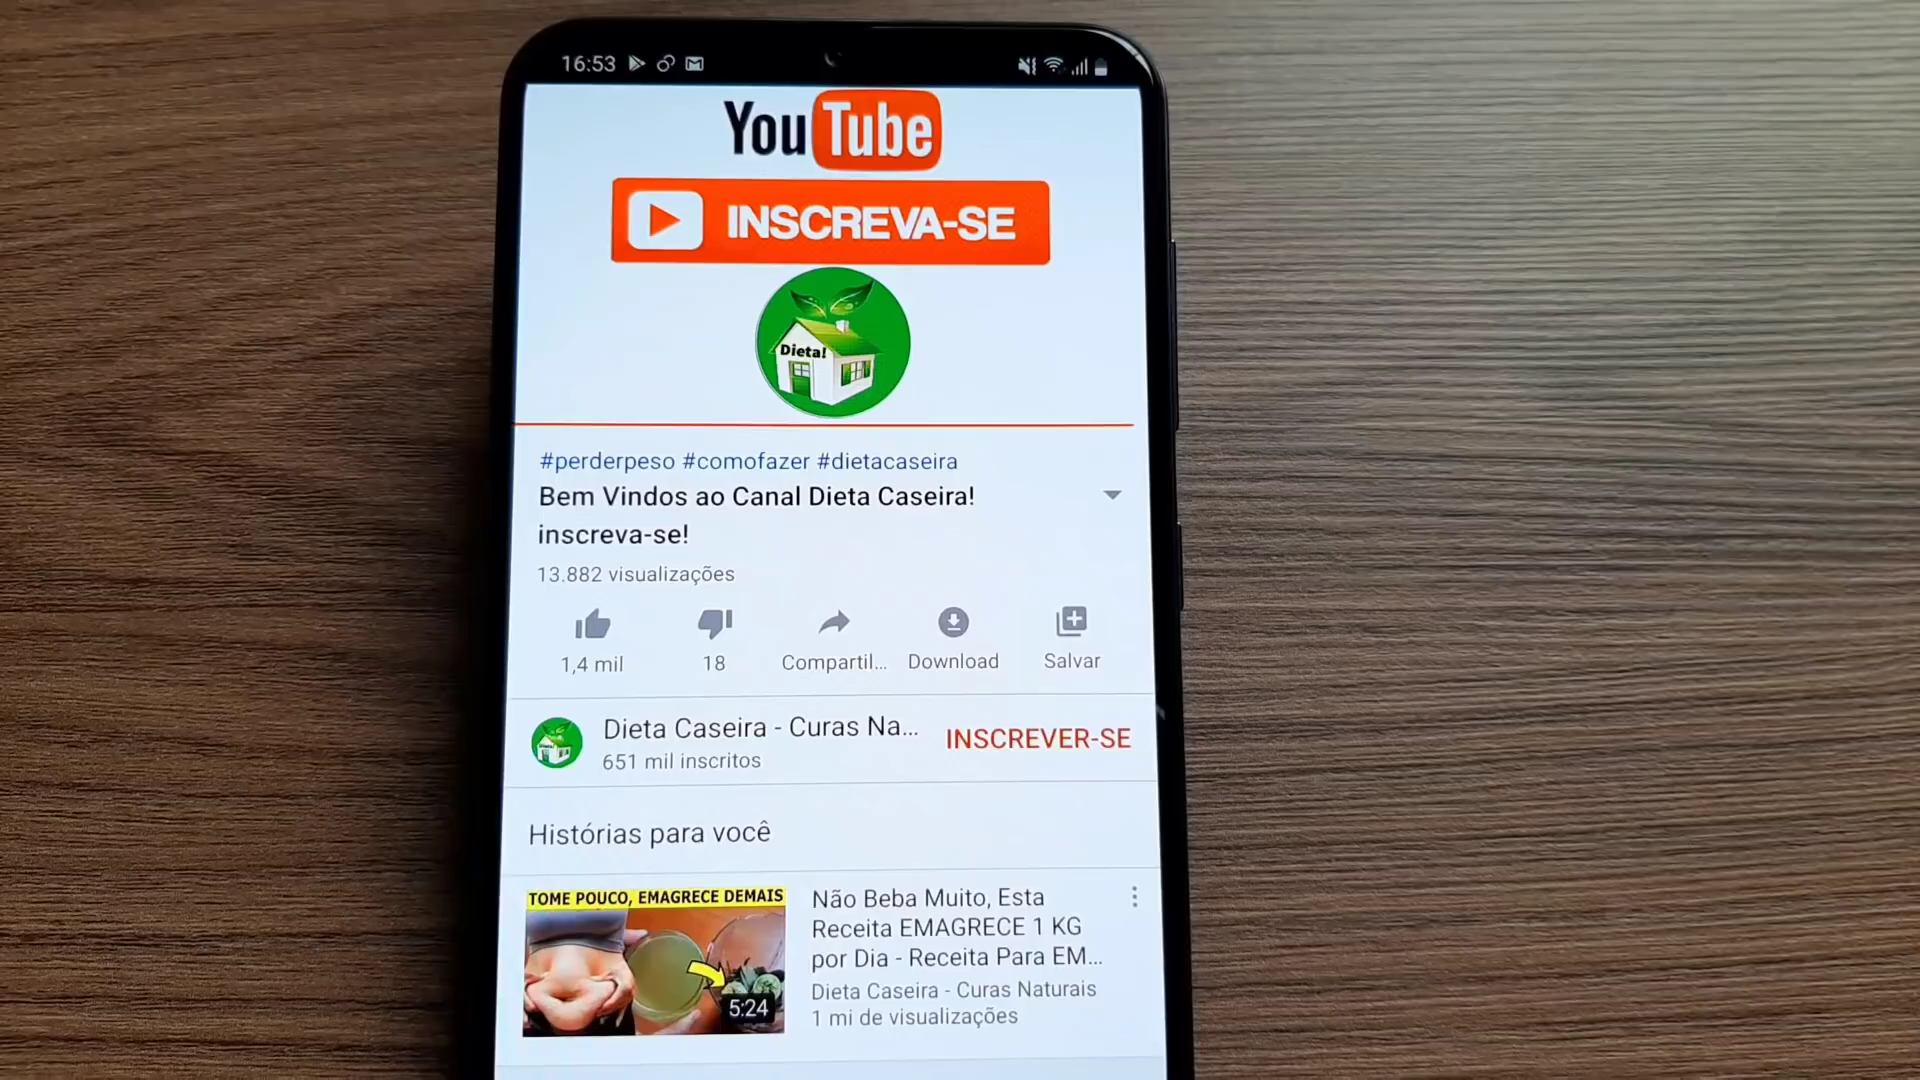 16:53
YouTube
INSCREVA-SE
Dieta!
#perderpeso #comofazer #dietacaseira
Bem Vindos ao Canal Dieta Caseira!
inscreva-se!
13.882 visualizações
1,4 mil
18
Compartil...
Download
Salvar
Dieta Caseira - Curas Na...
INSCREVER-SE
651 mil inscritos
Histórias para você
TOME POUCO, EMAGRECE DEMAIS
5:24
Não Beba Muito, Esta
Receita EMAGRECE 1 KG
por Dia - Receita Para EM...
Dieta Caseira - Curas Naturais
1 mi de visualizações